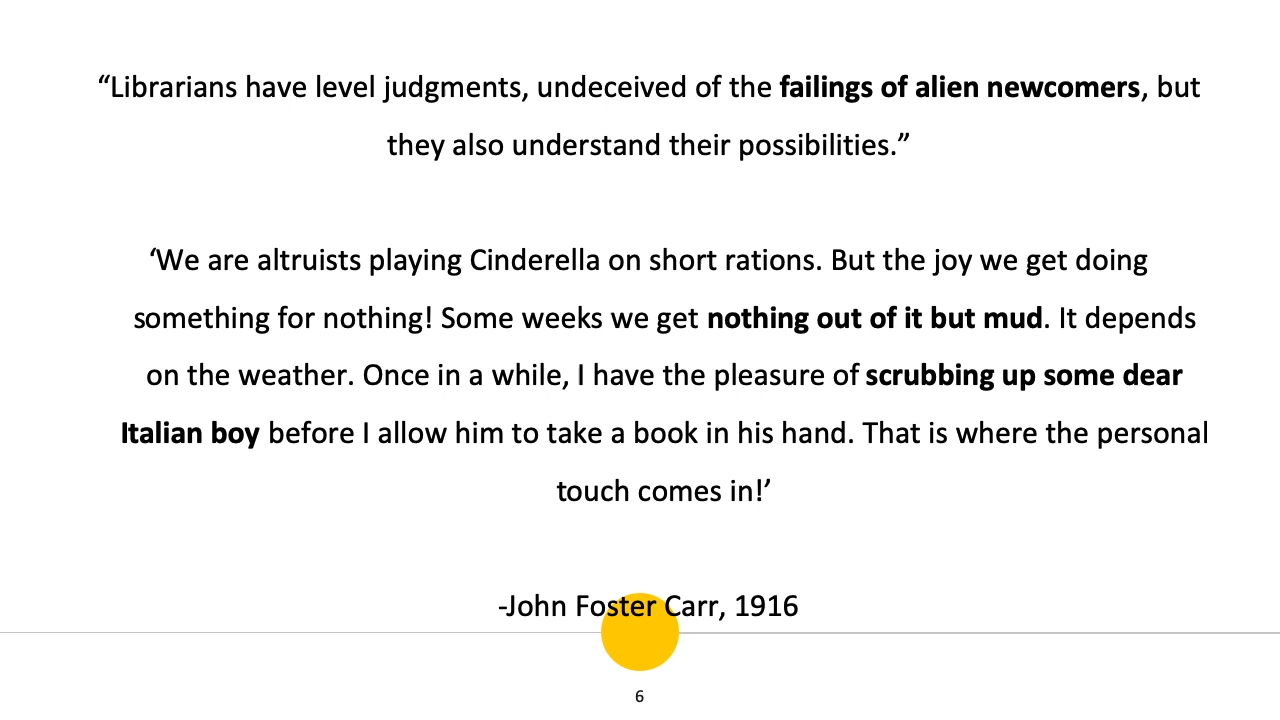 “Librarians have level judgments, undeceived of the failings of alien newcomers, but
they also understand their possibilities.”
‘We are altruists playing Cinderella on short rations. But the joy we get doing
something for nothing! Some weeks we get nothing out of it but mud. It depends
on the weather. Once in a while, I have the pleasure of scrubbing up some dear
Italian boy before I allow him to take a book in his hand. That is where the personal
touch comes in!’
-John Foster Carr, 1916
6